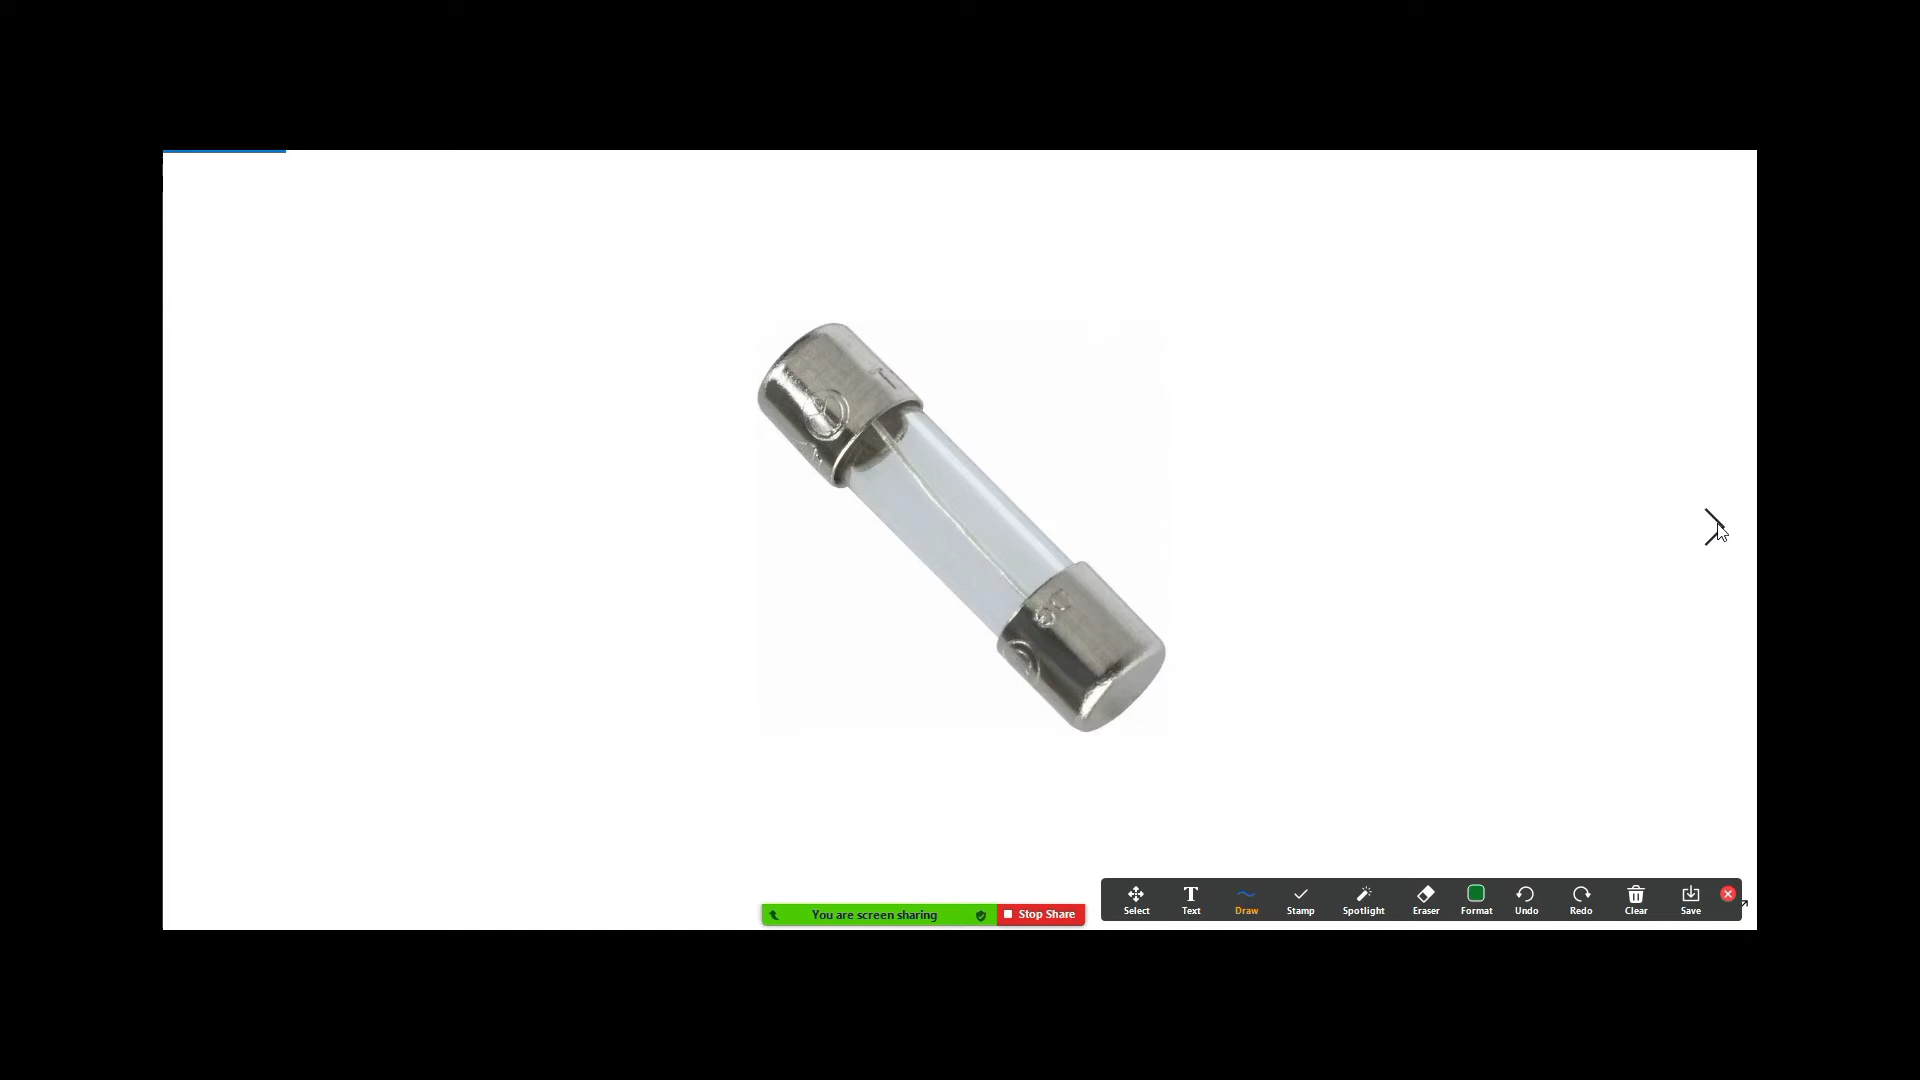 You are screen sharing
Stop Share
Select
Text
Draw
Stamp
Spotlight
Eraser
Format
Undo
Redo
Clear
Save